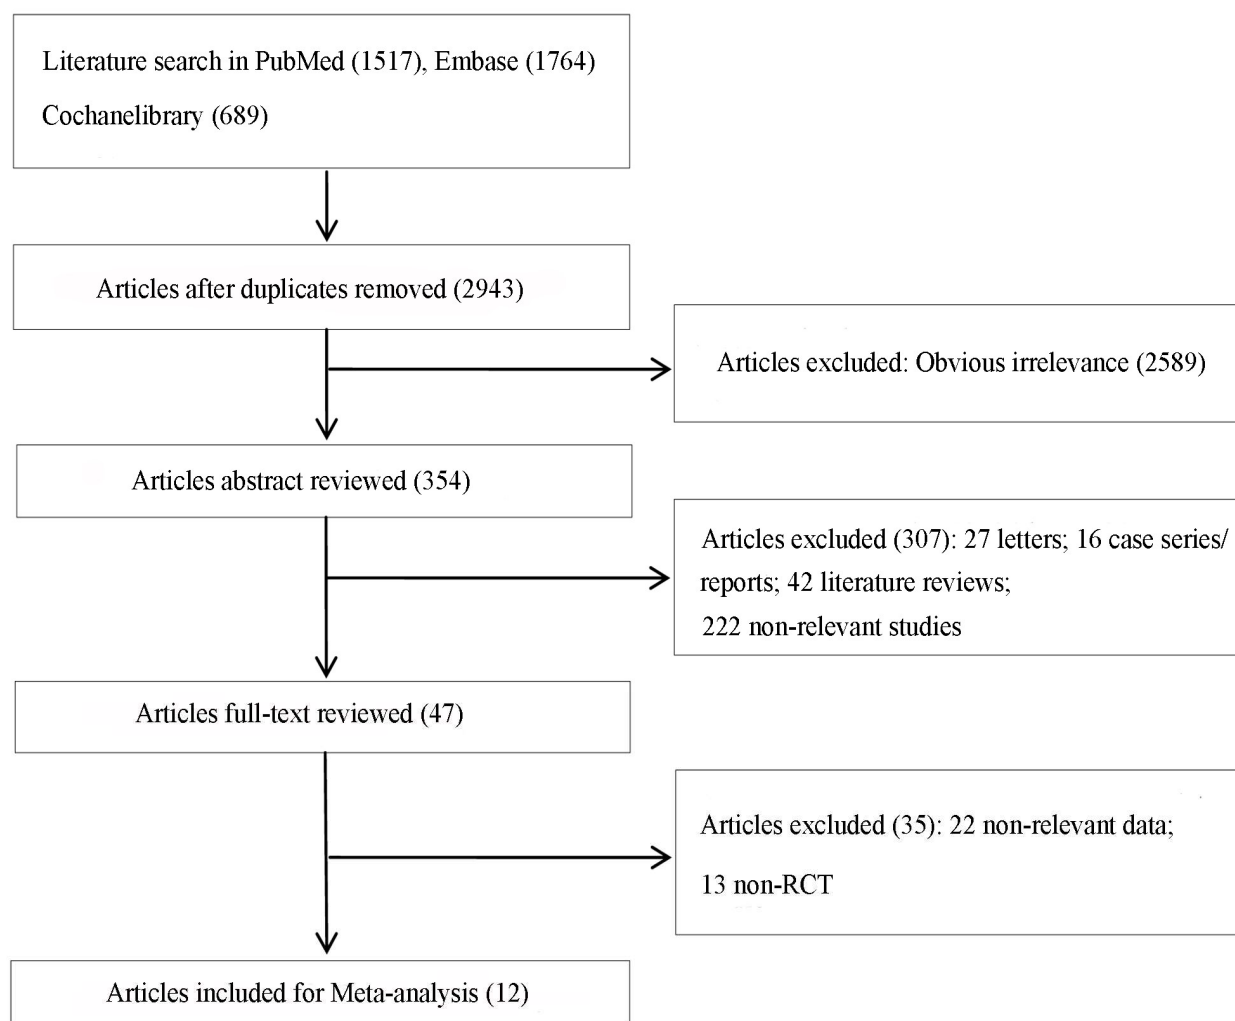 Literature search in PubMed (1517), Embase (1764)
Cochanelibrary (689)
Articles after duplicates removed (2943)
Articles excluded: Obvious irrelevance (2589)
Articles abstract reviewed (354)
Articles excluded (307): 27 letters; 16 case series/
reports; 42 literature reviews;
222 non-relevant studies
Articles full-text reviewed (47)
Articles excluded (35): 22 non-relevant data;
13 non-RCT
Articles included for Meta-analysis (12)